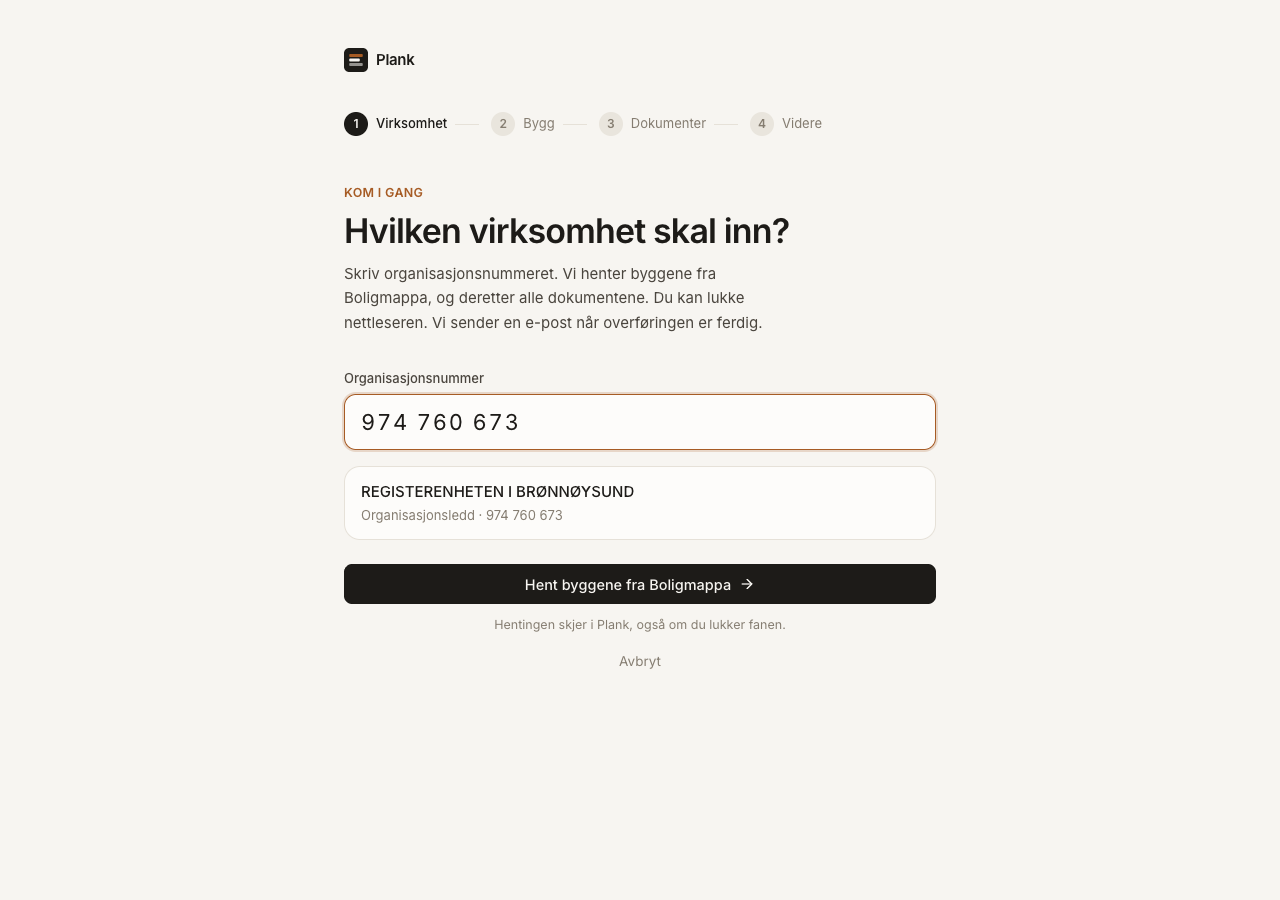 Plank
1 Virksomhet 2 Bygg 3 Dokumenter 4 Videre
KOM I GANG
Hvilken virksomhet skal inn?
Skriv organisasjonsnummeret. Vi henter byggene fra
Boligmappa, og deretter alle dokumentene. Du kan lukke
nettleseren. Vi sender en e-post når overføringen er ferdig.
Organisasjonsnummer
974 760 673
REGISTERENHETEN I BRØNNØYSUND
Organisasjonsledd · 974 760 673
Hent byggene fra Boligmappa →
Hentingen skjer i Plank, også om du lukker fanen.
Avbryt